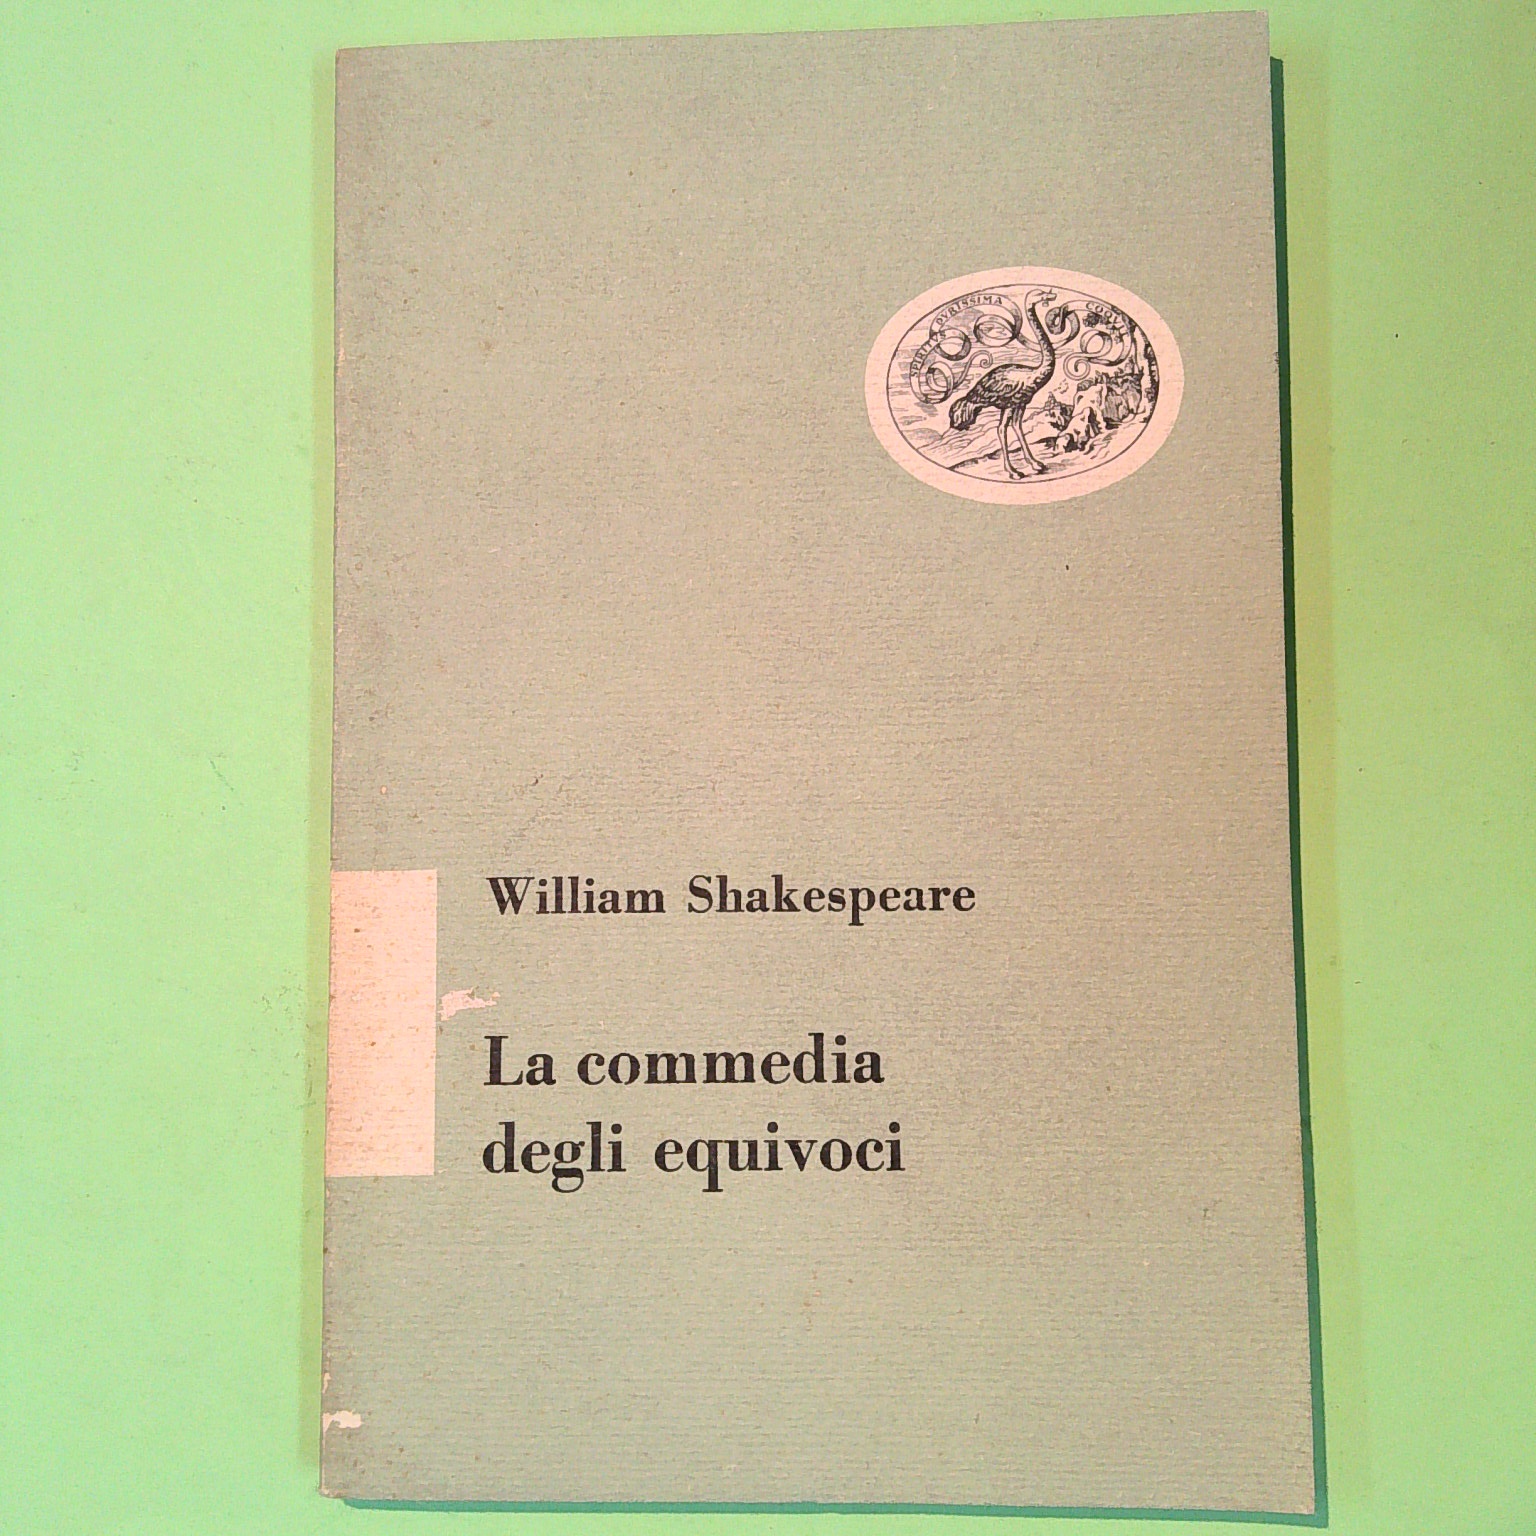 SPIRITVS DVRISSIMA COQVIT
William Shakespeare
La commedia
degli equivoci